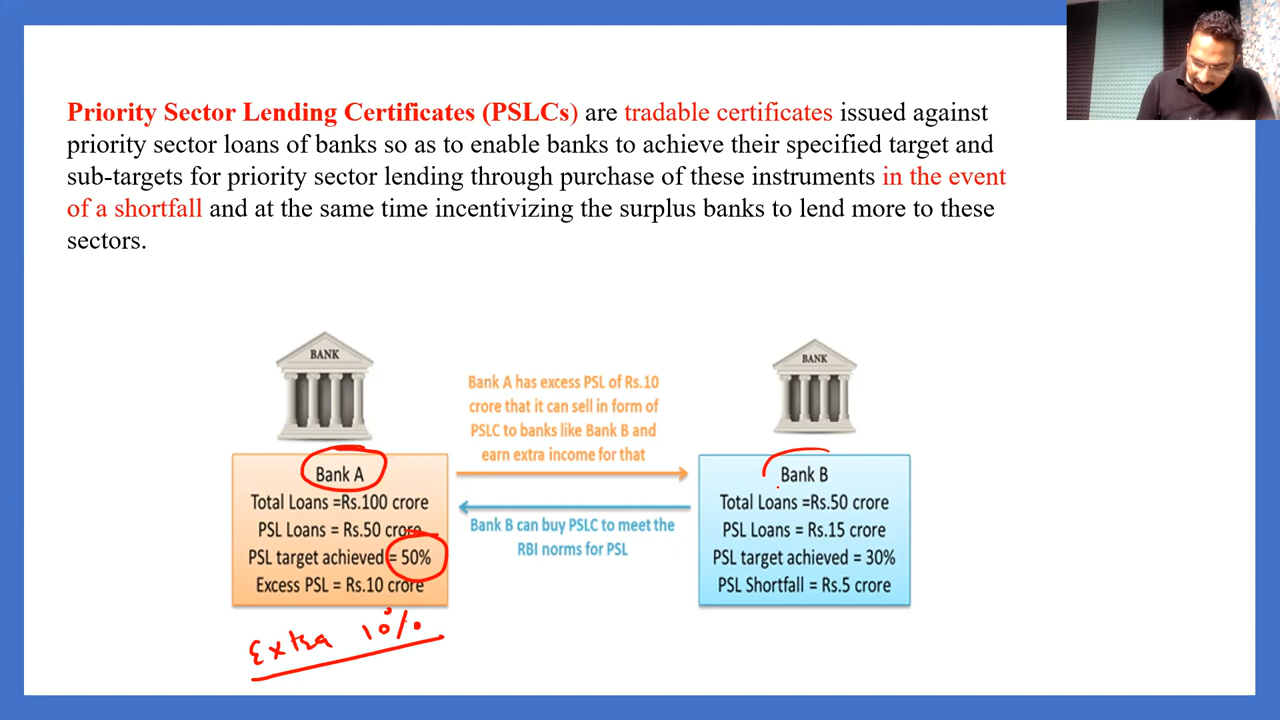 Priority Sector Lending Certificates (PSLCs) are tradable certificates issued against
priority sector loans of banks so as to enable banks to achieve their specified target and
sub-targets for priority sector lending through purchase of these instruments in the event
of a shortfall and at the same time incentivizing the surplus banks to lend more to these
sectors.
BANK
BANK
Bank A has excess PSL of Rs.10
crore that it can sell in form of
PSLC to banks like Bank B and
earn extra income for that
Bank A
Total Loans =Rs.100 crore
PSL Loans = Rs.50 crore
PSL target achieved = 50%
Excess PSL = Rs.10 crore
Bank B can buy PSLC to meet the
RBI norms for PSL
Bank B
Total Loans =Rs.50 crore
PSL Loans = Rs.15 crore
PSL target achieved = 30%
PSL Shortfall = Rs.5 crore
Extra 10%